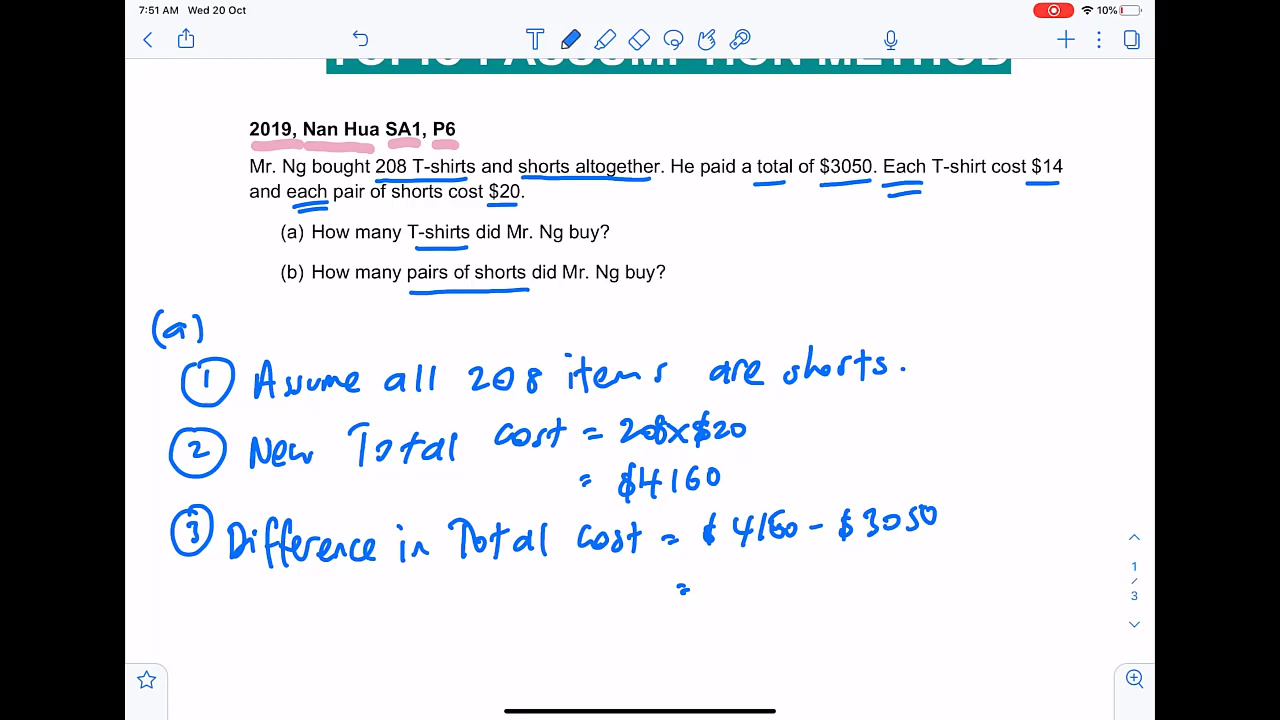 7:51 AM Wed 20 Oct
10%
2019, Nan Hua SA1, P6
Mr. Ng bought 208 T-shirts and shorts altogether. He paid a total of $3050. Each T-shirt cost $14
and each pair of shorts cost $20.
(a) How many T-shirts did Mr. Ng buy?
(b) How many pairs of shorts did Mr. Ng buy?
(a)
1 Assume all 208 items are shorts.
2 New Total cost = 208x$20
= $4160
3 Difference in Total cost = $4160 - $3050
=
1
/
3